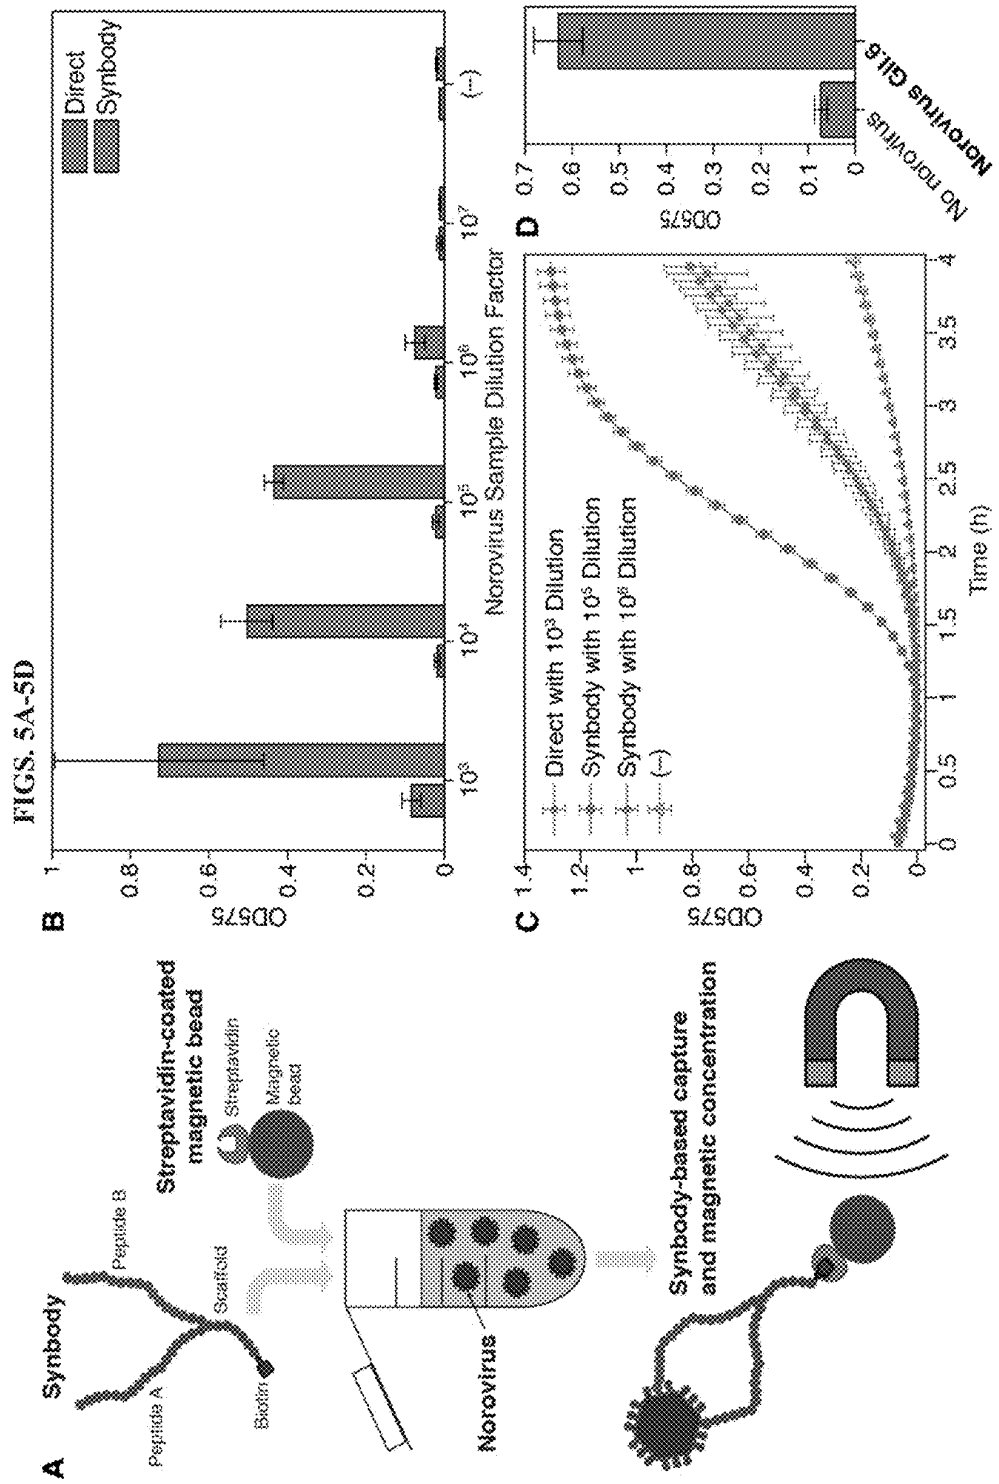 FIGS. 5A-5D
A
Synbody
Peptide A
Peptide B
Scaffold
Biotin
Streptavidin-coated
magnetic bead
Streptavidin
Magnetic
bead
Norovirus
Synbody-based capture
and magnetic concentration
B
Direct
Synbody
OD575
1
0.8
0.6
0.4
0.2
0
10³
10⁴
10⁵
10⁶
10⁷
(–)
Norovirus Sample Dilution Factor
C
Direct with 10³ Dilution
Synbody with 10⁵ Dilution
Synbody with 10⁶ Dilution
(–)
OD575
1.4
1.2
1
0.8
0.6
0.4
0.2
0
0
0.5
1
1.5
2
2.5
3
3.5
4
Time (h)
D
OD575
0.7
0.6
0.5
0.4
0.3
0.2
0.1
0
No norovirus
Norovirus GII.6